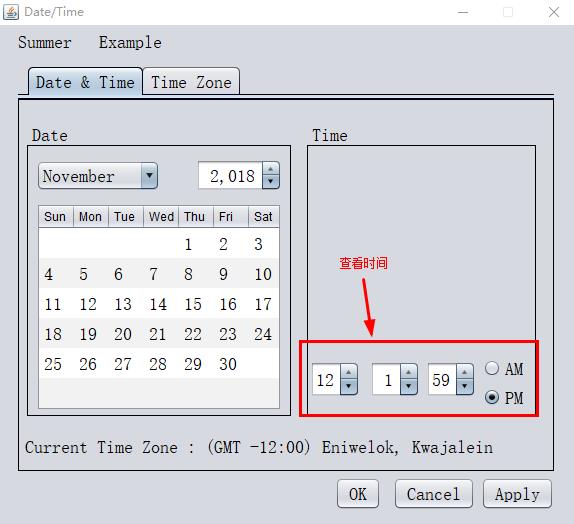 Date/Time
Summer Example
Date & Time Time Zone
Date Time
November 2,018
Sun Mon Tue Wed Thu Fri Sat
1 2 3
4 5 6 7 8 9 10
11 12 13 14 15 16 17
18 19 20 21 22 23 24
25 26 27 28 29 30
查看时间
12 1 59 AM
PM
Current Time Zone : (GMT -12:00) Eniwelok, Kwajalein
OK Cancel Apply